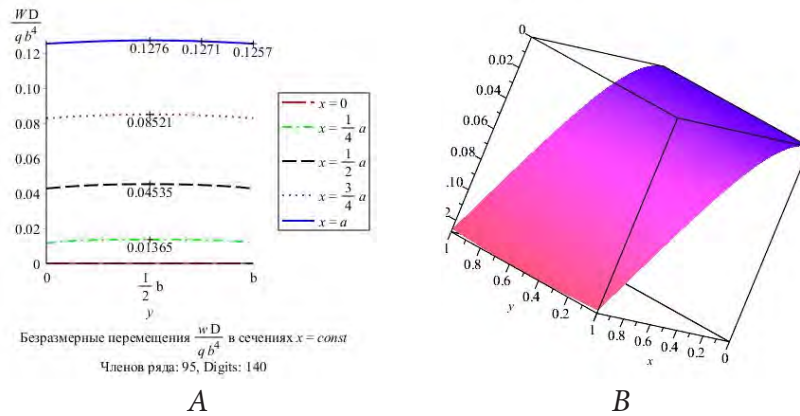 WD
qb⁴
0.12
0.10
0.08
0.06
0.04
0.02
0
0.1276 0.1271 0.1257
0.08521
0.04535
0.01365
0 1/2 b b
y
x = 0
x = 1/4 a
x = 1/2 a
x = 3/4 a
x = a
Безразмерные перемещения wD/qb⁴ в сечениях x = const
Членов ряда: 95, Digits: 140
A
0
0.02
0.04
0.06
0.08
.10
2
1 0.8 0.6 0.4 0.2
y
1 0.8 0.6 0.4 0.2 0
x
B